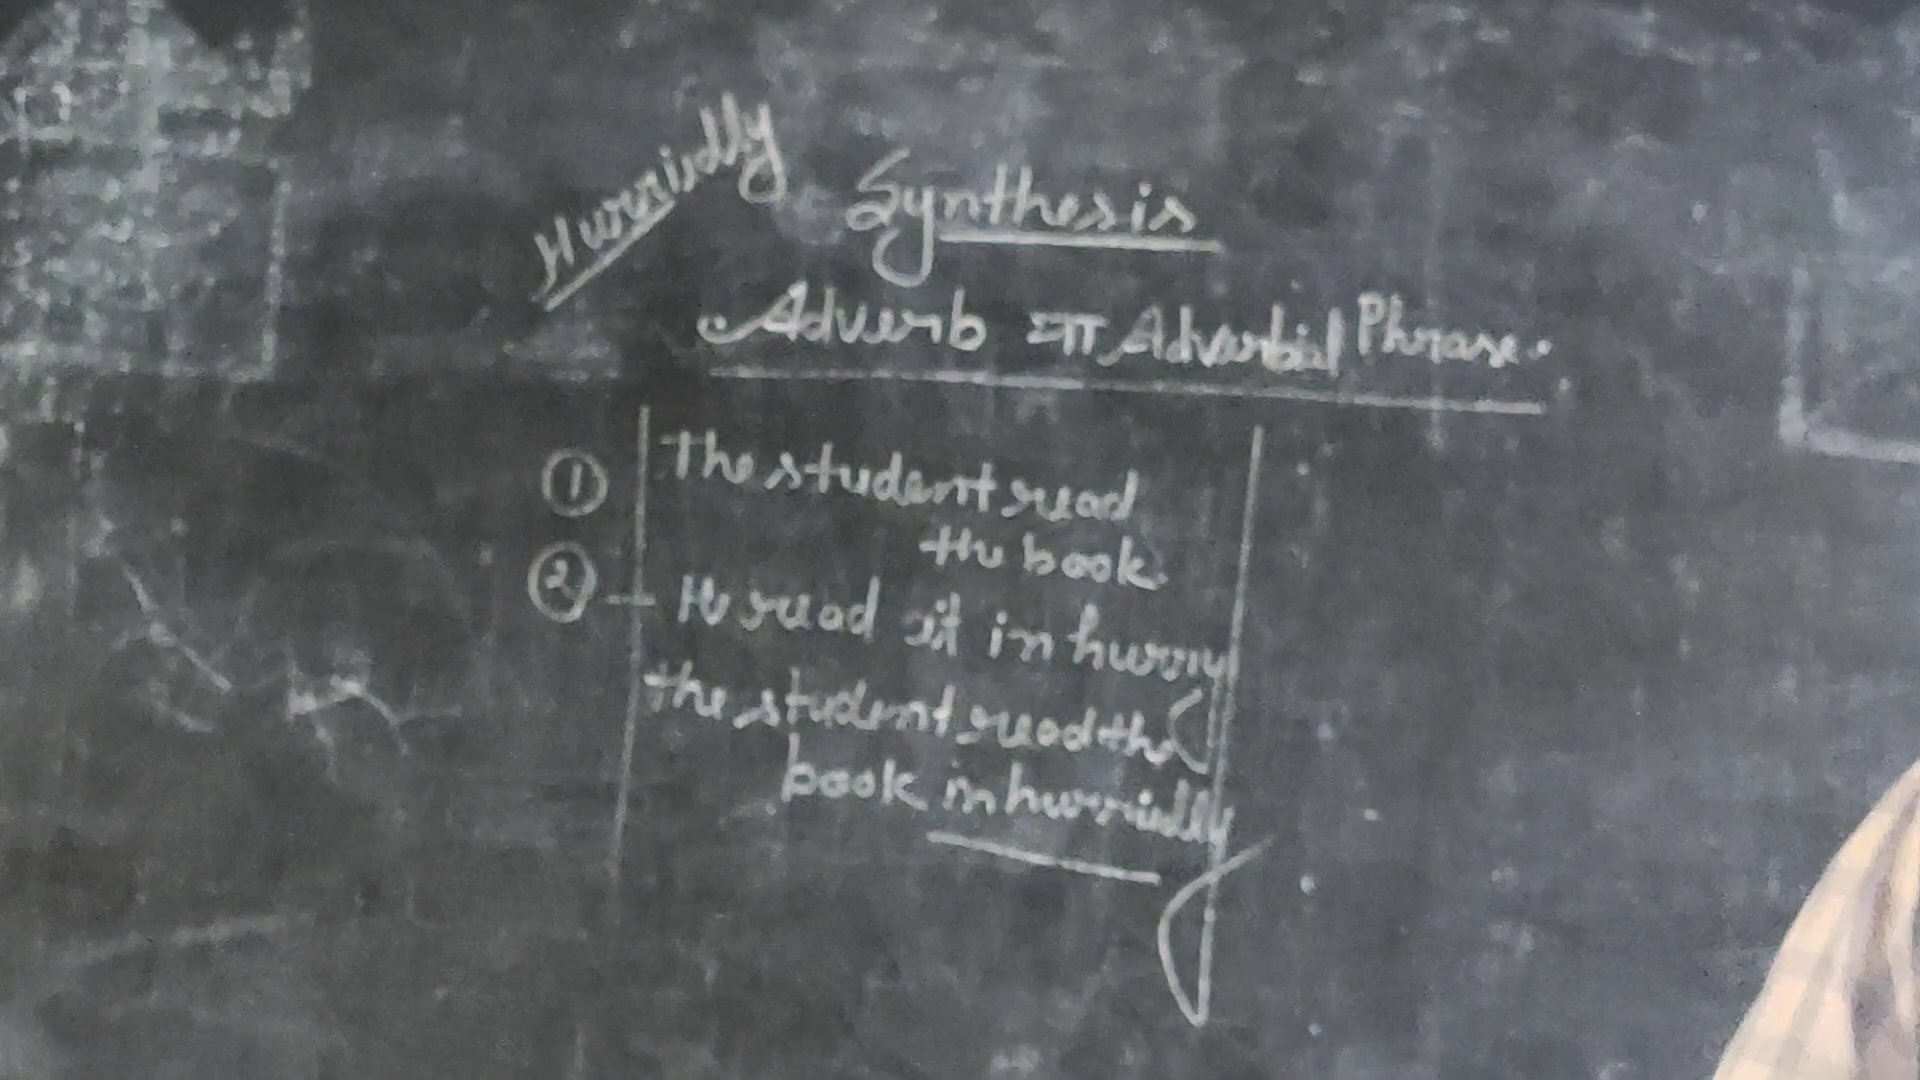 Hurriedly
Synthesis
Adverb या Adverbial Phrase.
① The student read
the book.
② He read it in hurry
the student read the
book in hurriedly